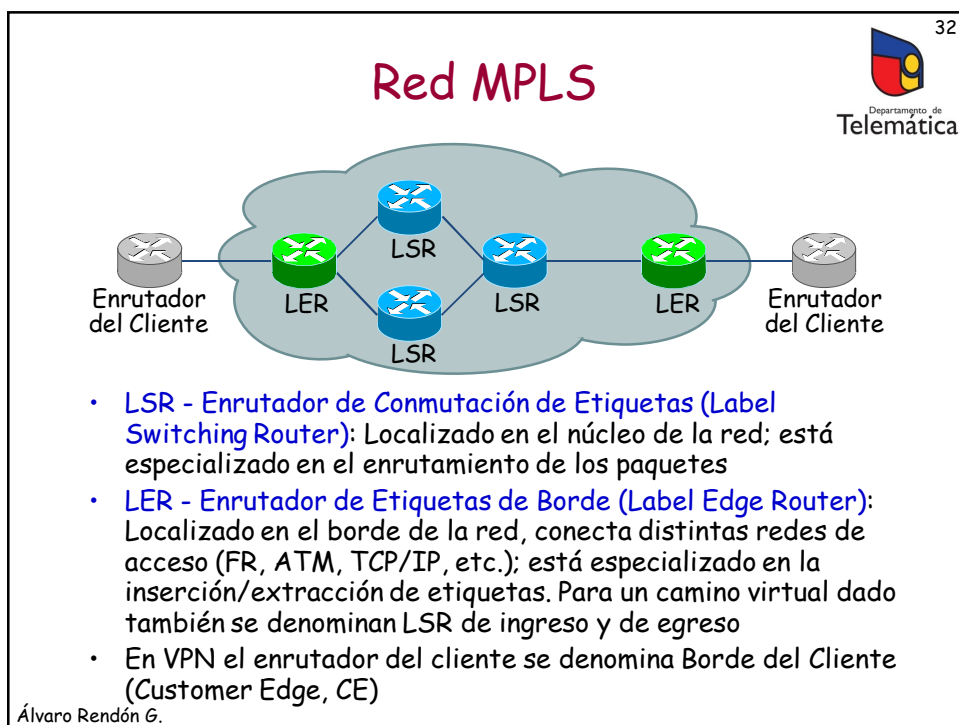 32
Red MPLS
Departamento de
Telemática
LSR
LER
LSR
LER
LSR
Enrutador
del Cliente
Enrutador
del Cliente
• LSR - Enrutador de Conmutación de Etiquetas (Label
Switching Router): Localizado en el núcleo de la red; está
especializado en el enrutamiento de los paquetes
• LER - Enrutador de Etiquetas de Borde (Label Edge Router):
Localizado en el borde de la red, conecta distintas redes de
acceso (FR, ATM, TCP/IP, etc.); está especializado en la
inserción/extracción de etiquetas. Para un camino virtual dado
también se denominan LSR de ingreso y de egreso
• En VPN el enrutador del cliente se denomina Borde del Cliente
(Customer Edge, CE)
Álvaro Rendón G.